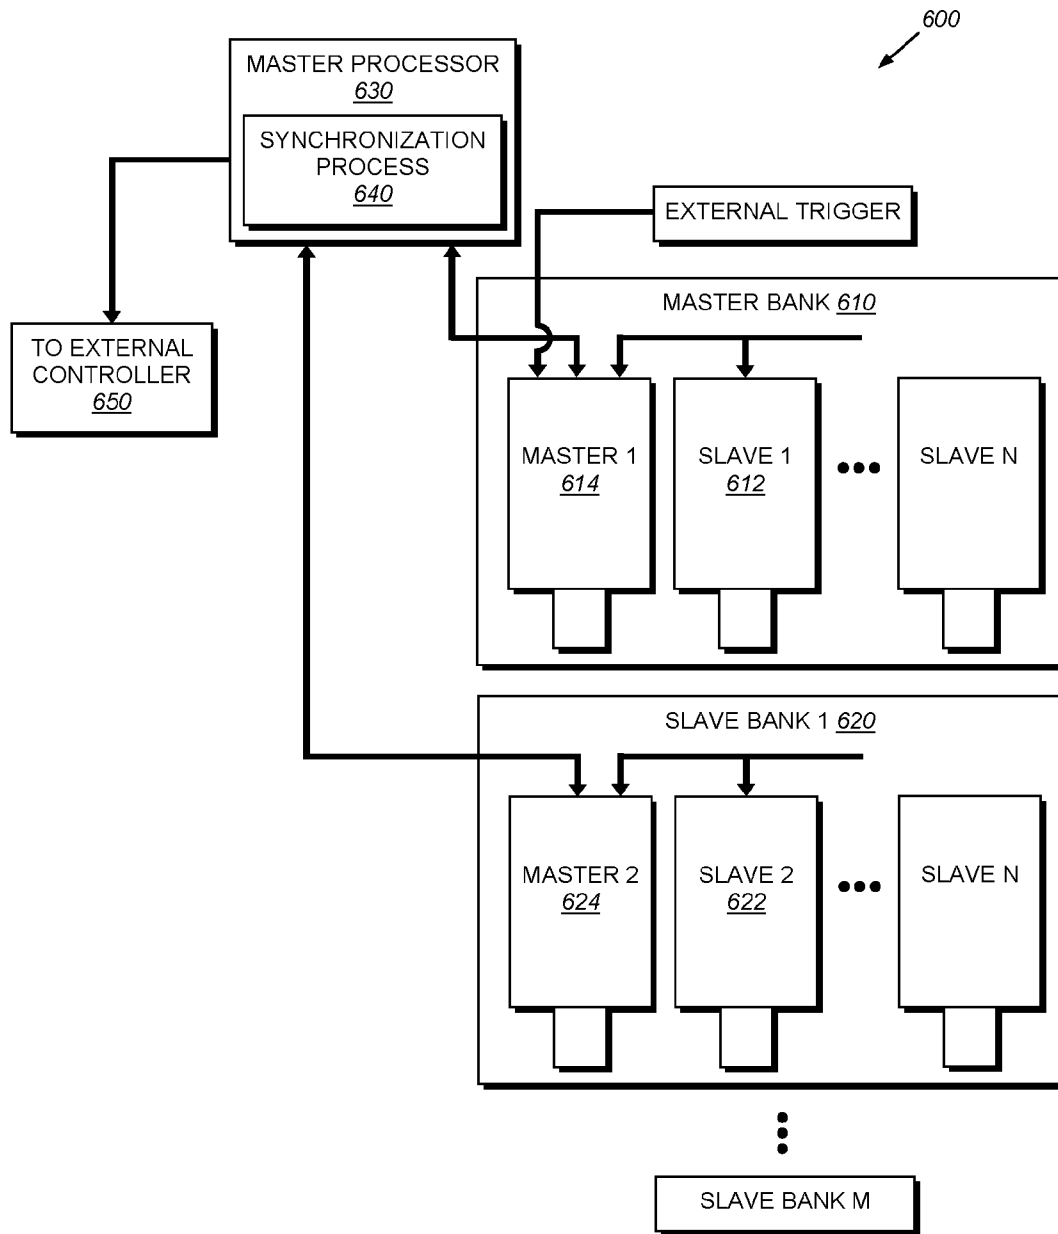 600
MASTER PROCESSOR
630
SYNCHRONIZATION
PROCESS
640
EXTERNAL TRIGGER
TO EXTERNAL
CONTROLLER
650
MASTER BANK 610
MASTER 1
614
SLAVE 1
612
SLAVE N
SLAVE BANK 1 620
MASTER 2
624
SLAVE 2
622
SLAVE N
SLAVE BANK M